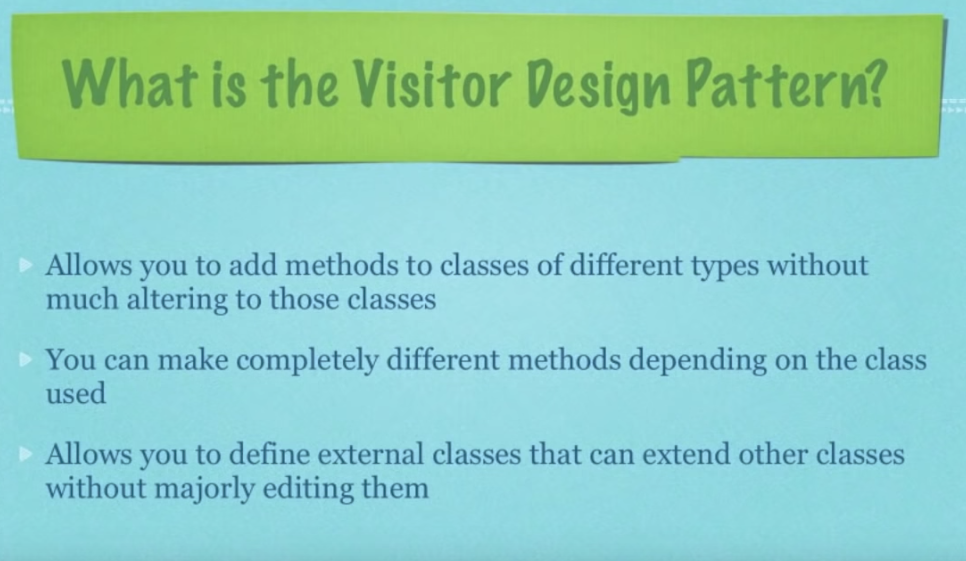 What is the Visitor Design Pattern?
Allows you to add methods to classes of different types without
much altering to those classes
You can make completely different methods depending on the class
used
Allows you to define external classes that can extend other classes
without majorly editing them